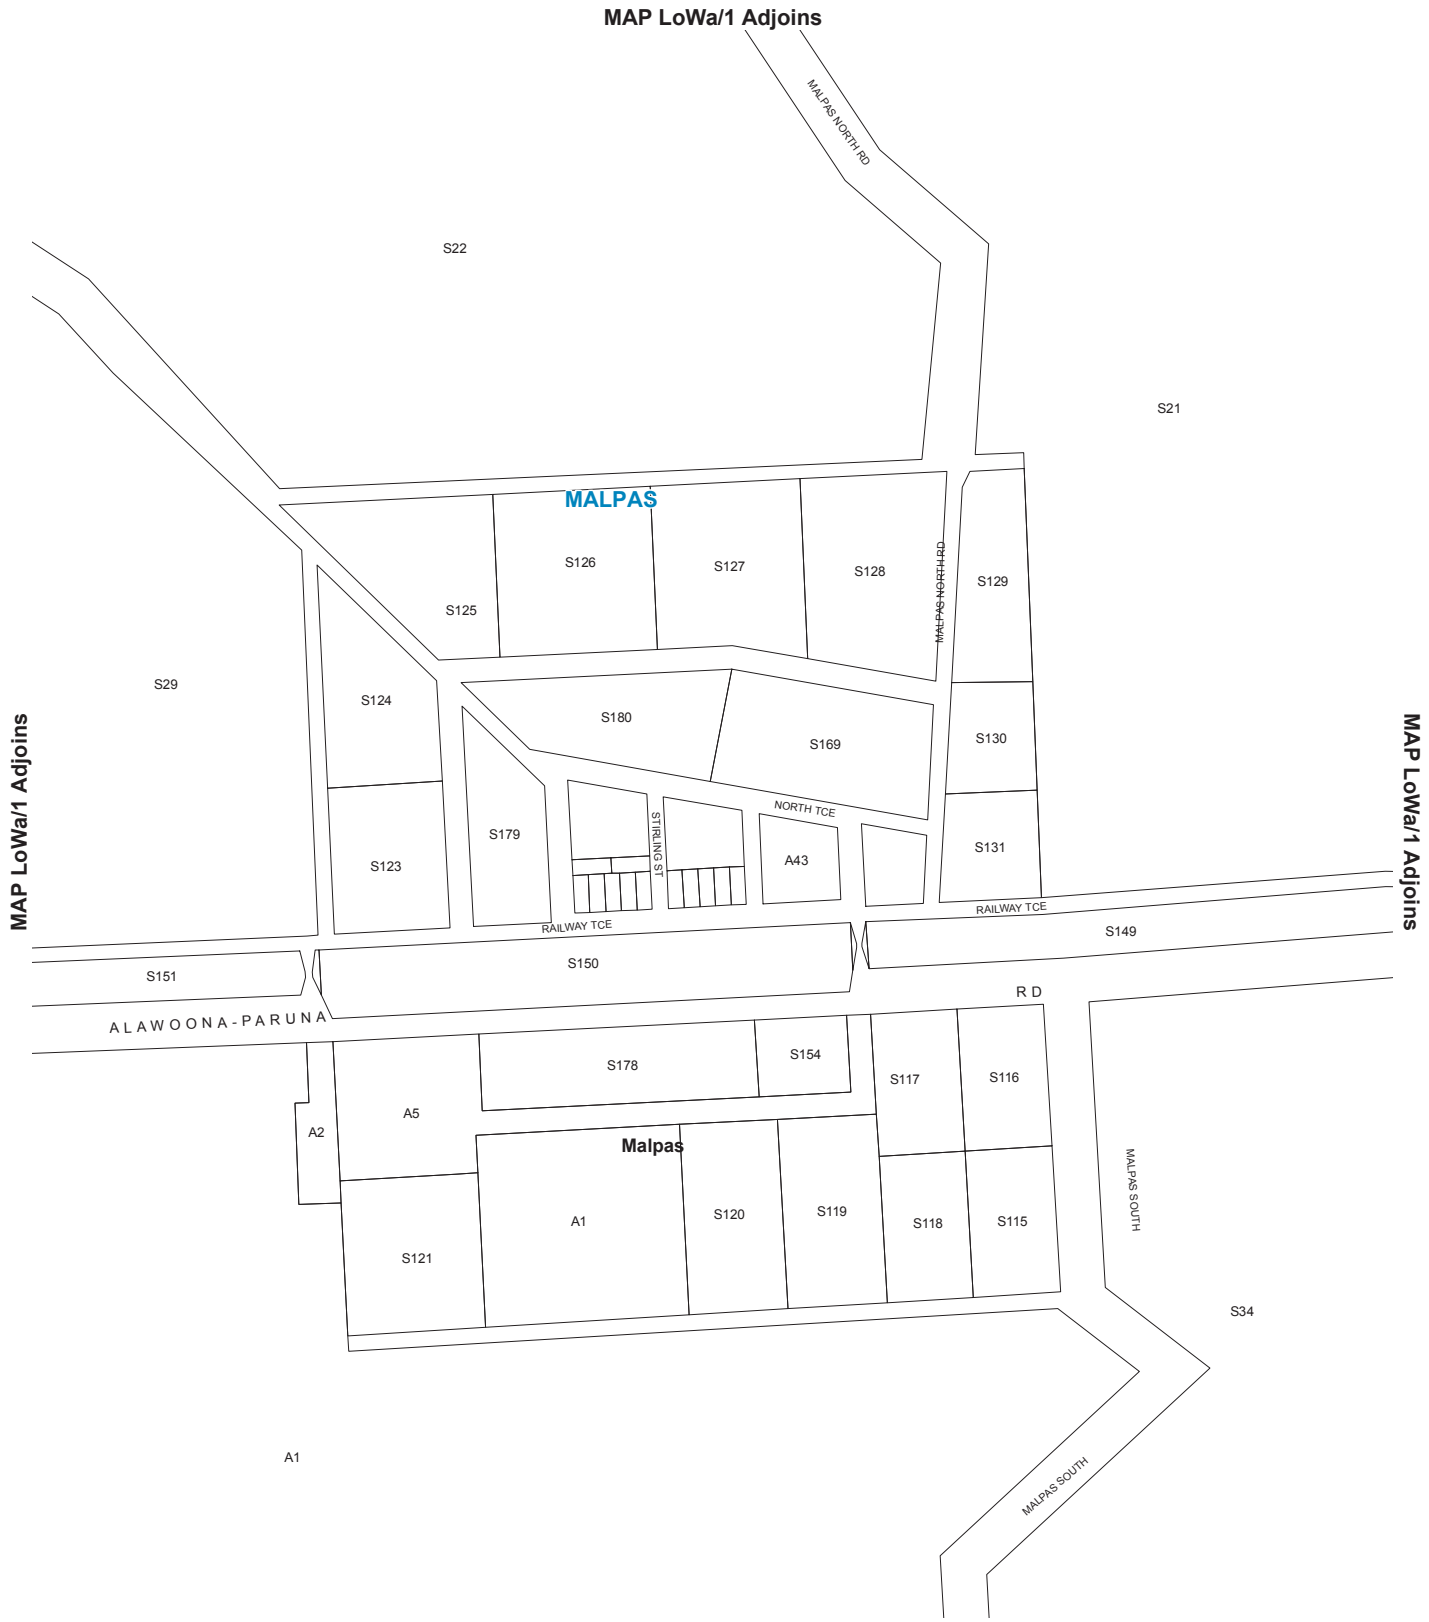 MAP LoWa/1 Adjoins
MALPAS NORTH RD
S22
S21
MALPAS
S126
S127
S128
MALPAS NORTH RD
S129
S125
S29
S124
S180
S169
S130
MAP LoWa/1 Adjoins
MAP LoWa/1 Adjoins
NORTH TCE
STIRLING ST
S179
S123
A43
S131
RAILWAY TCE
RAILWAY TCE
S149
S150
S151
ALAWOONA-PARUNA
RD
S178
S154
S117
S116
A5
A2
Malpas
MALPAS SOUTH
A1
S120
S119
S118
S115
S121
S34
A1
MALPAS SOUTH